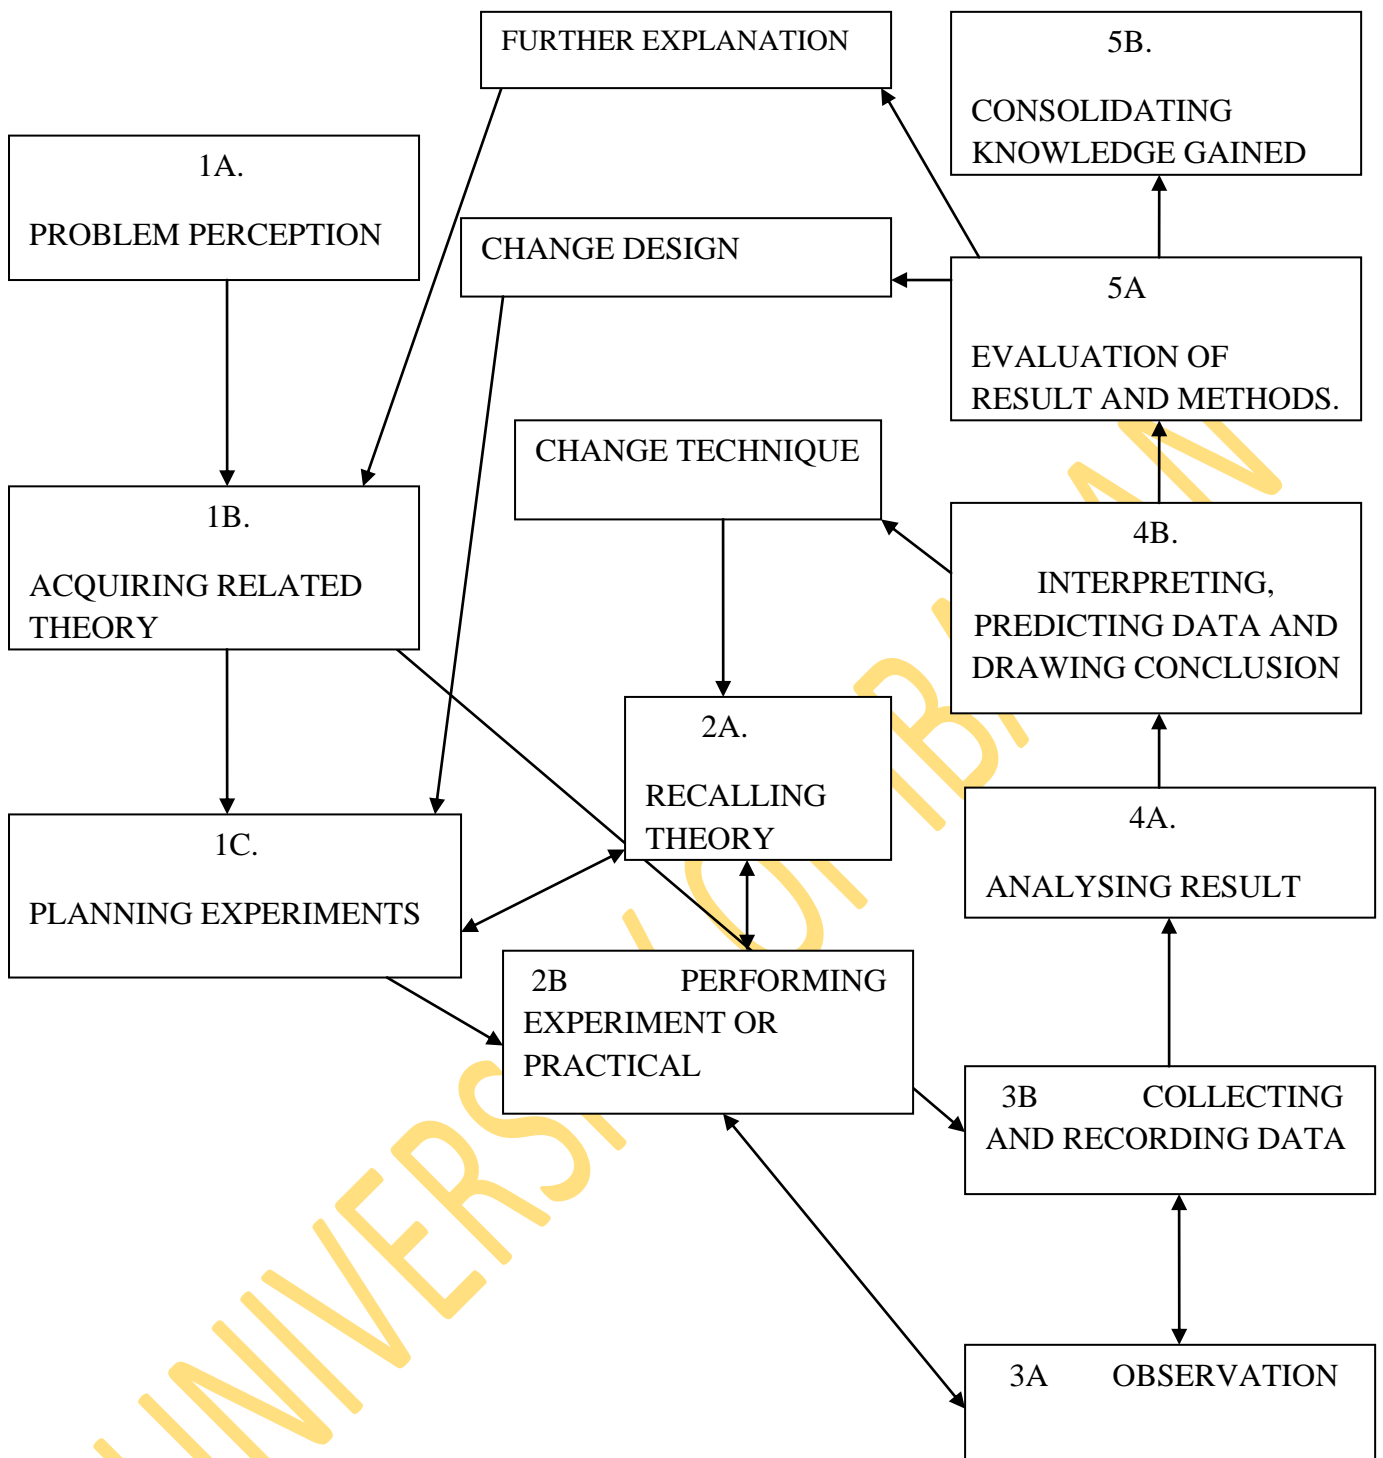 FURTHER EXPLANATION
5B.
CONSOLIDATING
KNOWLEDGE GAINED
1A.
PROBLEM PERCEPTION
CHANGE DESIGN
5A
EVALUATION OF
RESULT AND METHODS.
CHANGE TECHNIQUE
1B.
ACQUIRING RELATED
THEORY
4B.
INTERPRETING,
PREDICTING DATA AND
DRAWING CONCLUSION
2A.
RECALLING
THEORY
1C.
PLANNING EXPERIMENTS
4A.
ANALYSING RESULT
2B PERFORMING
EXPERIMENT OR
PRACTICAL
3B COLLECTING
AND RECORDING DATA
3A OBSERVATION
UNIVERSITY OF IBADAN